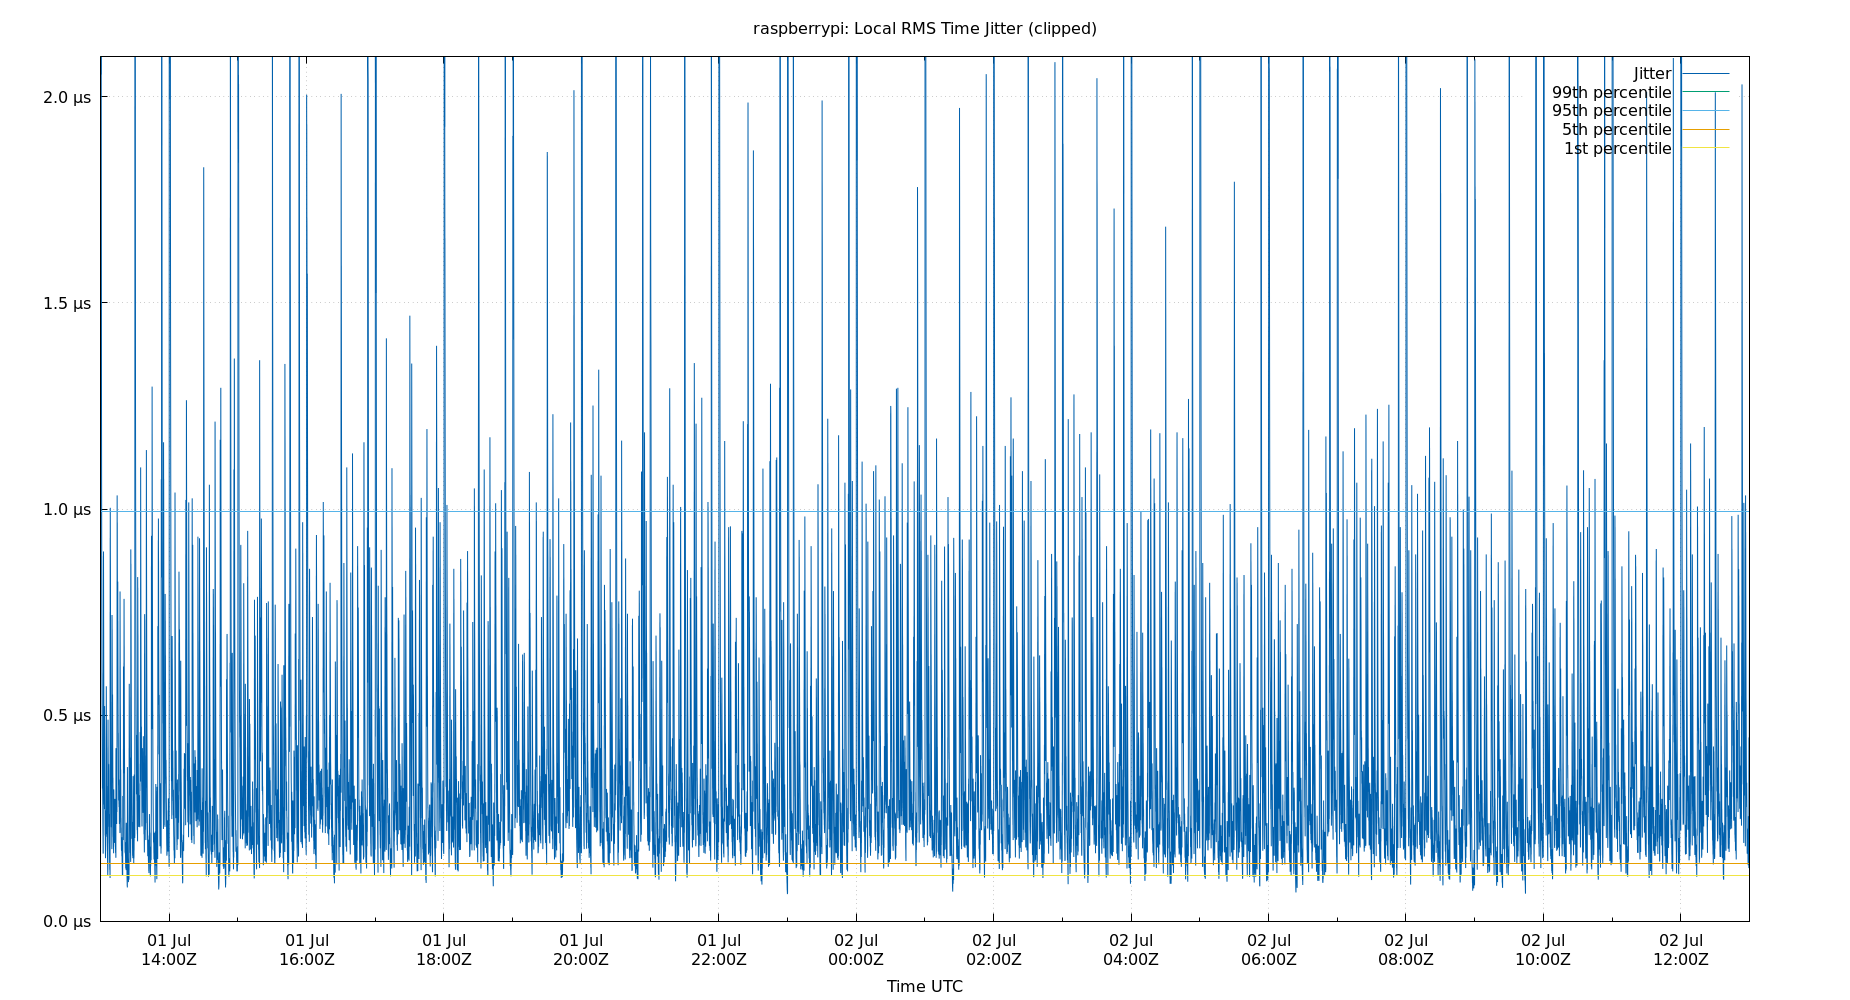 raspberrypi: Local RMS Time Jitter (clipped)
Jitter
99th percentile
95th percentile
5th percentile
1st percentile
2.0 µs
1.5 µs
1.0 µs
0.5 µs
0.0 µs
01 Jul 01 Jul 01 Jul 01 Jul 01 Jul 02 Jul 02 Jul 02 Jul 02 Jul 02 Jul 02 Jul 02 Jul
14:00Z 16:00Z 18:00Z 20:00Z 22:00Z 00:00Z 02:00Z 04:00Z 06:00Z 08:00Z 10:00Z 12:00Z
Time UTC